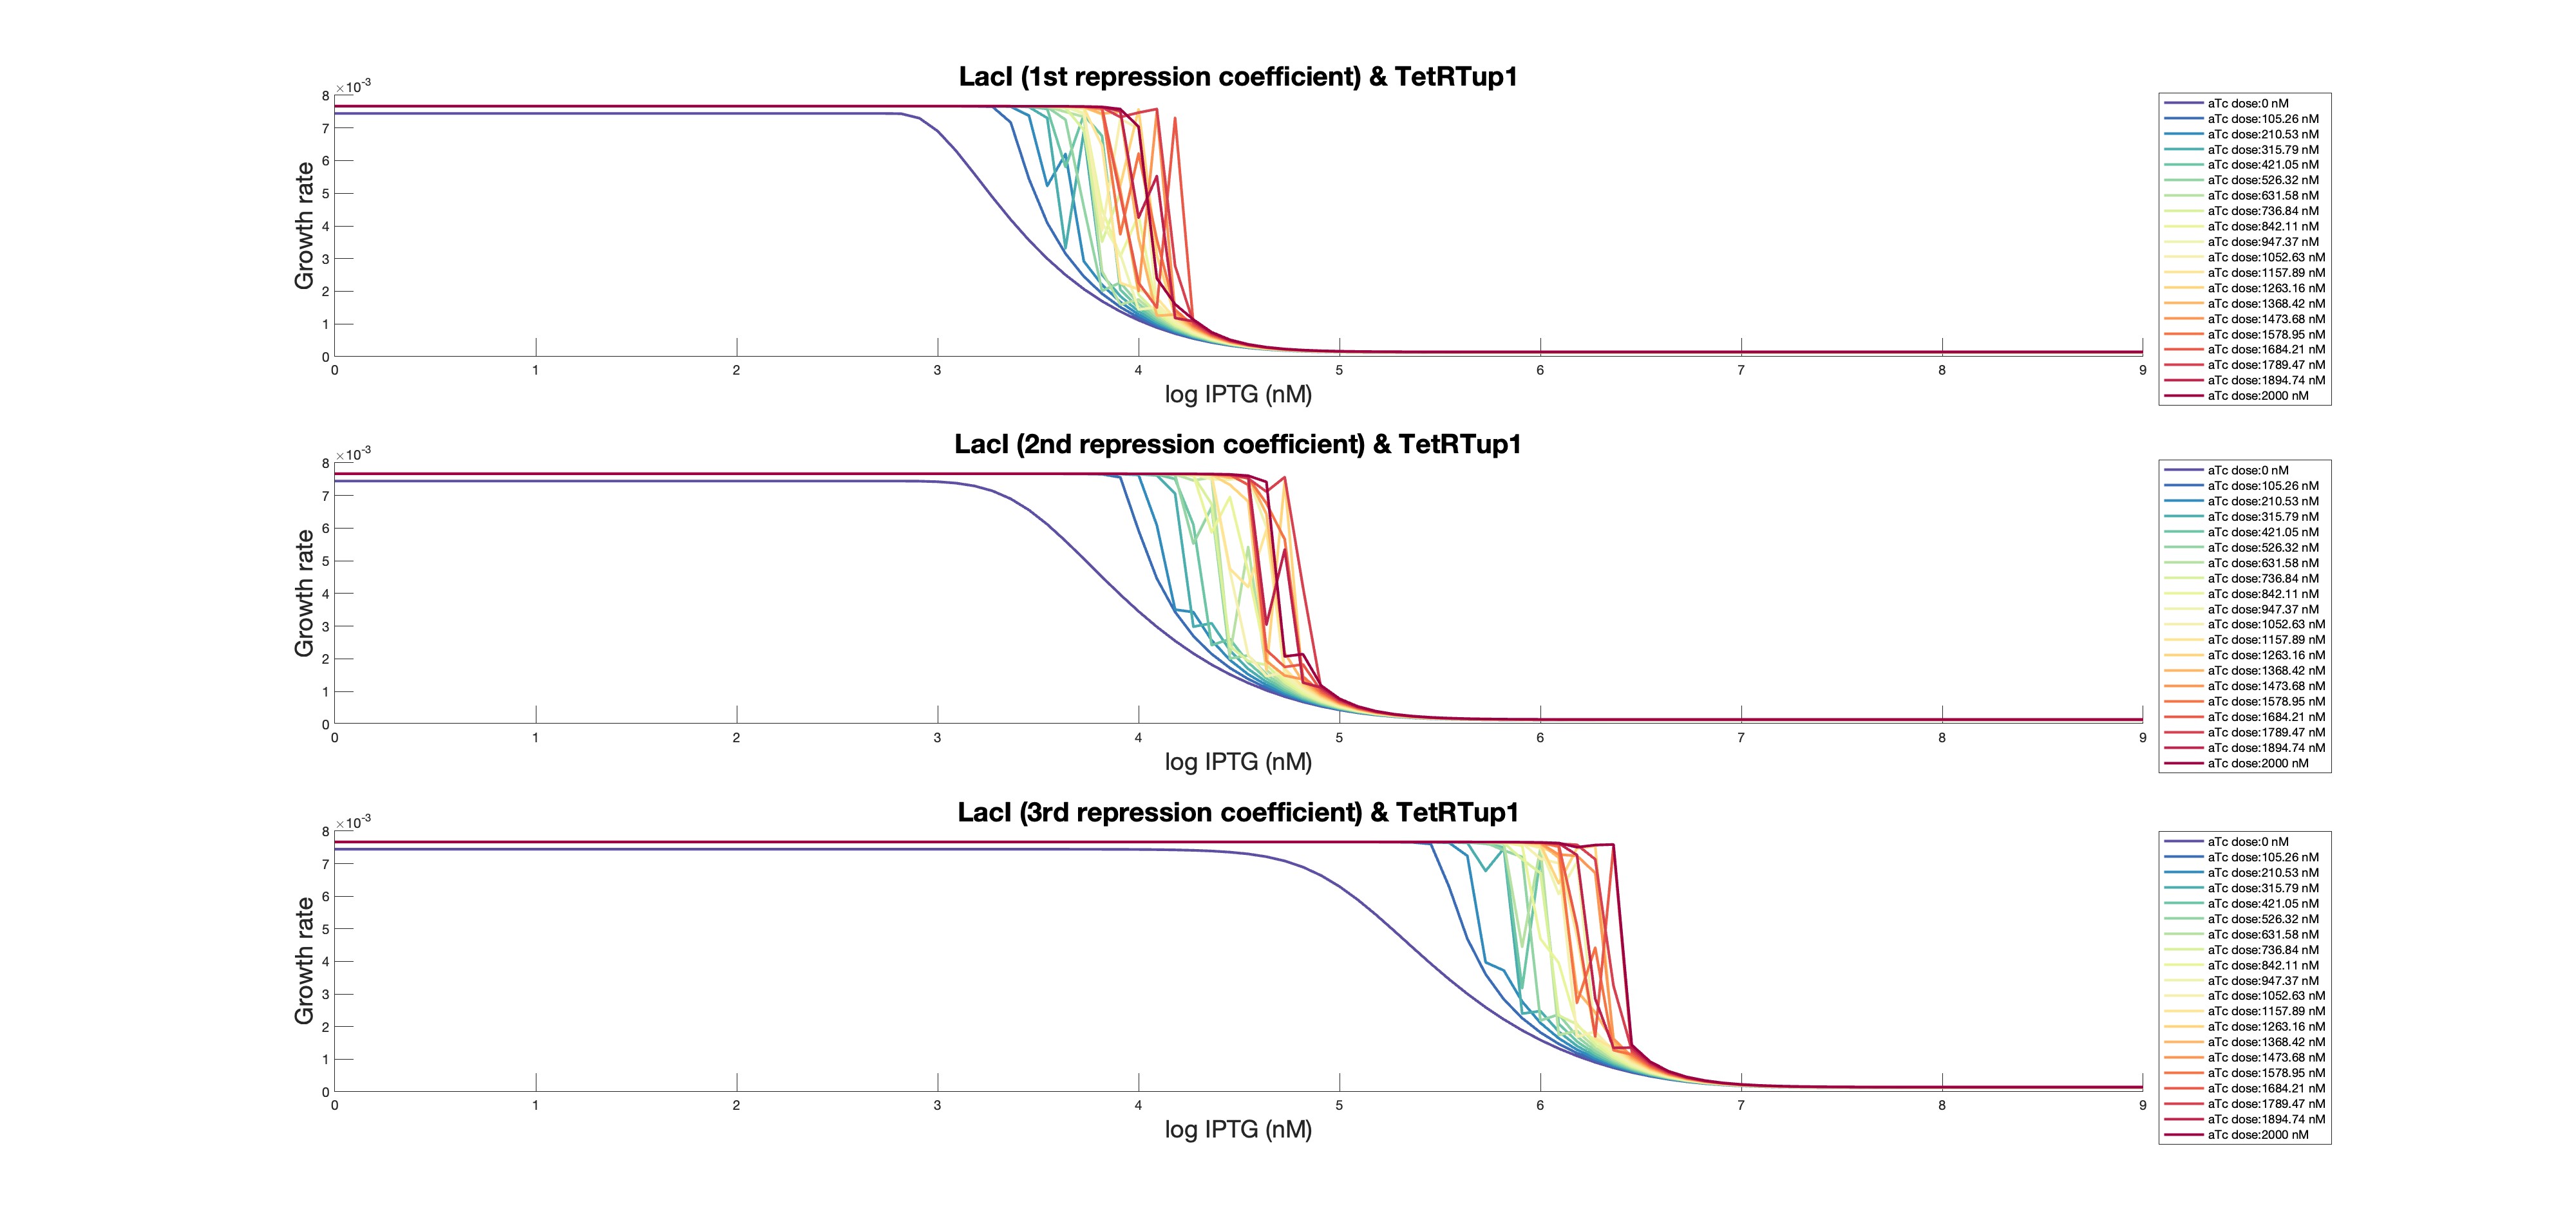 LacI (1st repression coefficient) & TetRTup1
×10-3
8
7
6
5
4
3
2
1
0
Growth rate
0 1 2 3 4 5 6 7 8 9
log IPTG (nM)
aTc dose:0 nM
aTc dose:105.26 nM
aTc dose:210.53 nM
aTc dose:315.79 nM
aTc dose:421.05 nM
aTc dose:526.32 nM
aTc dose:631.58 nM
aTc dose:736.84 nM
aTc dose:842.11 nM
aTc dose:947.37 nM
aTc dose:1052.63 nM
aTc dose:1157.89 nM
aTc dose:1263.16 nM
aTc dose:1368.42 nM
aTc dose:1473.68 nM
aTc dose:1578.95 nM
aTc dose:1684.21 nM
aTc dose:1789.47 nM
aTc dose:1894.74 nM
aTc dose:2000 nM
LacI (2nd repression coefficient) & TetRTup1
×10-3
8
7
6
5
4
3
2
1
0
Growth rate
0 1 2 3 4 5 6 7 8 9
log IPTG (nM)
aTc dose:0 nM
aTc dose:105.26 nM
aTc dose:210.53 nM
aTc dose:315.79 nM
aTc dose:421.05 nM
aTc dose:526.32 nM
aTc dose:631.58 nM
aTc dose:736.84 nM
aTc dose:842.11 nM
aTc dose:947.37 nM
aTc dose:1052.63 nM
aTc dose:1157.89 nM
aTc dose:1263.16 nM
aTc dose:1368.42 nM
aTc dose:1473.68 nM
aTc dose:1578.95 nM
aTc dose:1684.21 nM
aTc dose:1789.47 nM
aTc dose:1894.74 nM
aTc dose:2000 nM
LacI (3rd repression coefficient) & TetRTup1
×10-3
8
7
6
5
4
3
2
1
0
Growth rate
0 1 2 3 4 5 6 7 8 9
log IPTG (nM)
aTc dose:0 nM
aTc dose:105.26 nM
aTc dose:210.53 nM
aTc dose:315.79 nM
aTc dose:421.05 nM
aTc dose:526.32 nM
aTc dose:631.58 nM
aTc dose:736.84 nM
aTc dose:842.11 nM
aTc dose:947.37 nM
aTc dose:1052.63 nM
aTc dose:1157.89 nM
aTc dose:1263.16 nM
aTc dose:1368.42 nM
aTc dose:1473.68 nM
aTc dose:1578.95 nM
aTc dose:1684.21 nM
aTc dose:1789.47 nM
aTc dose:1894.74 nM
aTc dose:2000 nM